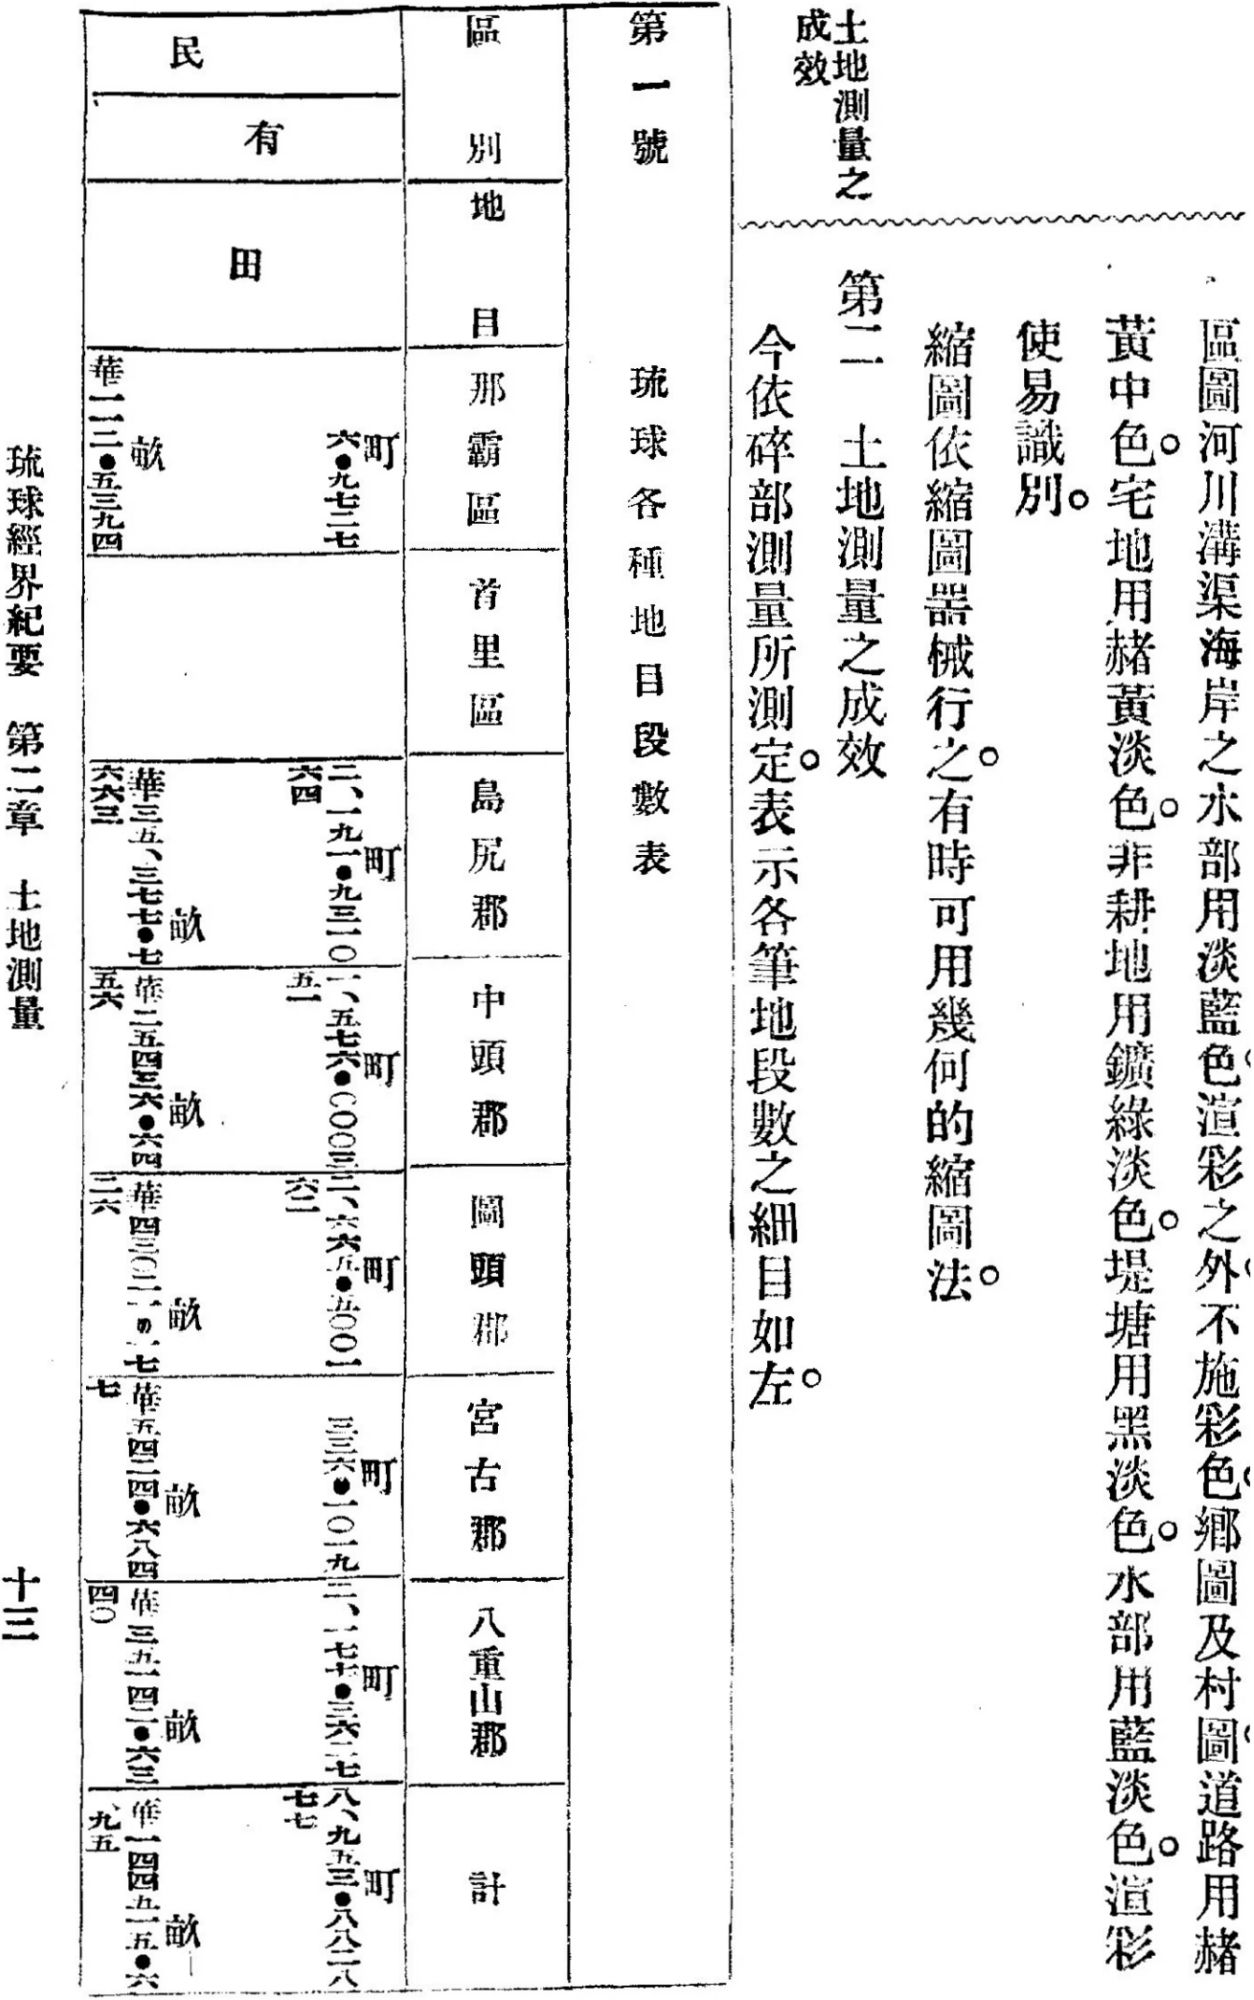 土地測量之
成效
區圖河川溝渠海岸之水部用淡藍色。渲彩之外。不施彩色。鄉圖及村圖。道路用赭
黃中色。宅地用赭黃淡色。非耕地用鑛綠淡色。堤塘用黑淡色。水部用藍淡色。渲彩
使易識別。
縮圖依縮圖器械行之。有時可用幾何的縮圖法。
第二　土地測量之成效
今依碎部測量所測定。表示各筆地段數之細目如左。
第一號　琉球各種地目段數表
區別　地目　那霸區　首里區　島尻郡　中頭郡　圖頭郡　宮古郡　八重山郡　計
民
有
田
町
六●九七二七
畝
華一一二●五三九四
町
二、一九一●九三一〇
六四
畝
華三五、三七七●七
六六三
町
一、五七六●〇〇〇三
五一
畝
華二五四三六●六四
五六
町
二、六六五●五〇〇一
六二
畝
華四三〇二一●一七
二六
町
三三六●一〇一九
畝
華五四二四●六八四
七
町
二、一七七●三六二七
畝
華三五一四二●六三
四〇
町
八、九五三●八八二八
七七
畝
華一四四五一五●六
九五
琉球經界紀要　第二章　土地測量
十三